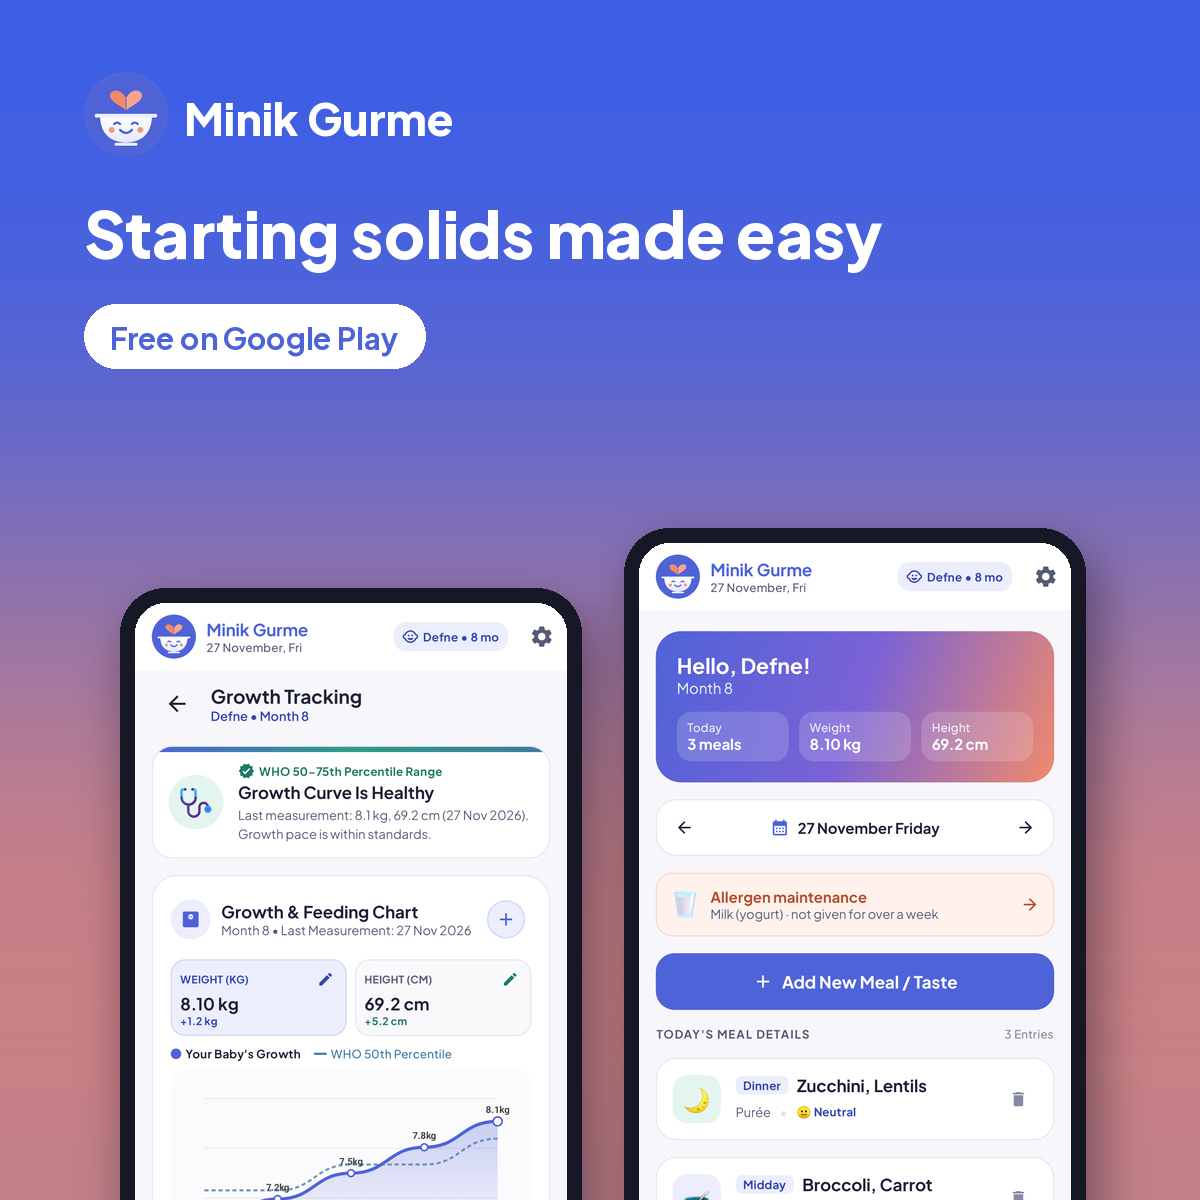 Minik Gurme
Starting solids made easy
Free on Google Play
Minik Gurme
27 November, Fri
Defne • 8 mo
Growth Tracking
Defne • Month 8
WHO 50-75th Percentile Range
Growth Curve Is Healthy
Last measurement: 8.1 kg, 69.2 cm (27 Nov 2026).
Growth pace is within standards.
Growth & Feeding Chart
Month 8 • Last Measurement: 27 Nov 2026
WEIGHT (KG)
8.10 kg
+1.2 kg
HEIGHT (CM)
69.2 cm
+5.2 cm
Your Baby's Growth
WHO 50th Percentile
8.1kg
7.8kg
7.5kg
7.2kg
Minik Gurme
27 November, Fri
Defne • 8 mo
Hello, Defne!
Month 8
Today
3 meals
Weight
8.10 kg
Height
69.2 cm
27 November Friday
Allergen maintenance
Milk (yogurt) · not given for over a week
+ Add New Meal / Taste
TODAY'S MEAL DETAILS
3 Entries
Dinner
Zucchini, Lentils
Purée
Neutral
Midday
Broccoli, Carrot